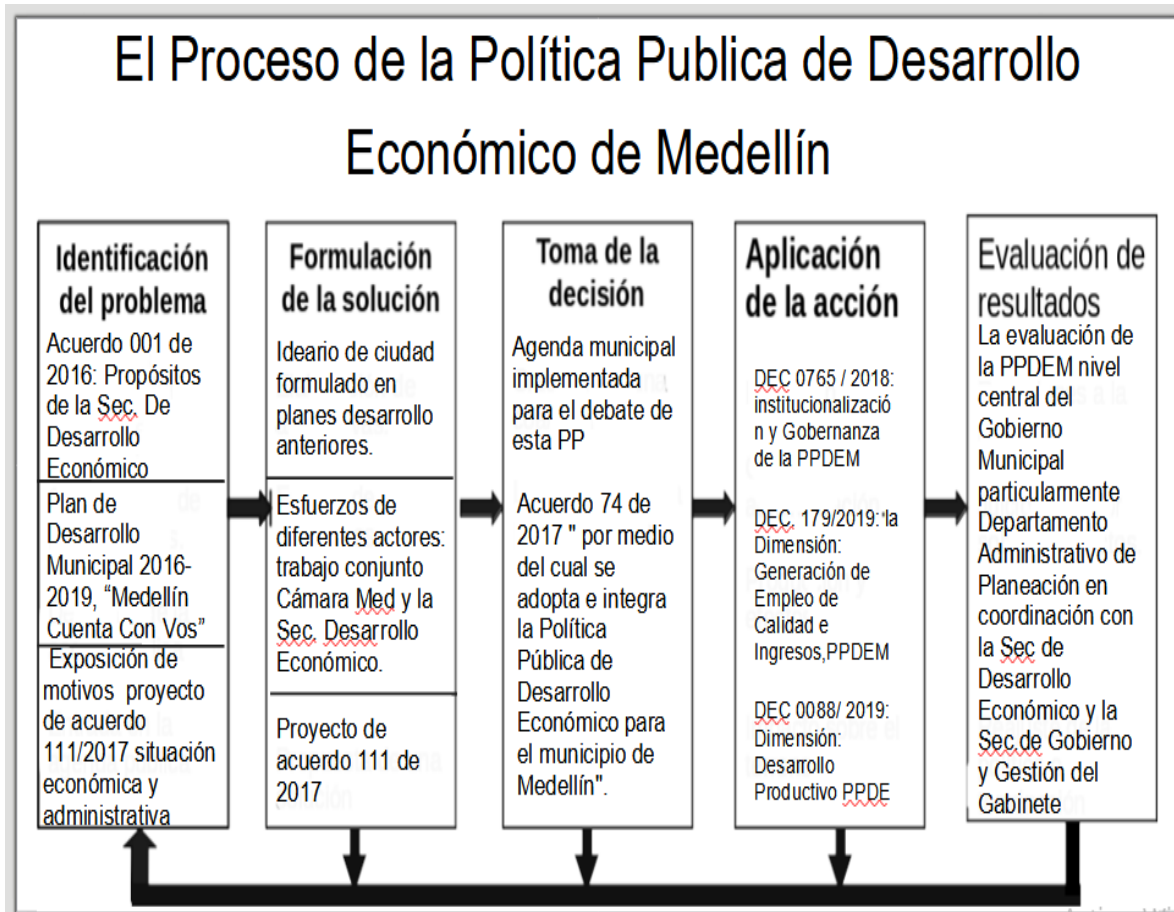 El Proceso de la Política Publica de Desarrollo
Económico de Medellín
Identificación
del problema
Acuerdo 001 de
2016: Propósitos
de la Sec. De
Desarrollo
Económico
Plan de
Desarrollo
Municipal 2016-
2019, “Medellín
Cuenta Con Vos”
Exposición de
motivos proyecto
de acuerdo
111/2017 situación
económica y
administrativa
Formulación
de la solución
Ideario de ciudad
formulado en
planes desarrollo
anteriores.
Esfuerzos de
diferentes actores:
trabajo conjunto
Cámara Med y la
Sec. Desarrollo
Económico.
Proyecto de
acuerdo 111 de
2017
Toma de la
decisión
Agenda municipal
implementada
para el debate de
esta PP
Acuerdo 74 de
2017 " por medio
del cual se
adopta e integra
la Política
Pública de
Desarrollo
Económico para
el municipio de
Medellín".
Aplicación
de la acción
DEC 0765 / 2018:
institucionalizació
n y Gobernanza
de la PPDEM
DEC. 179/2019: la
Dimensión:
Generación de
Empleo de
Calidad e
Ingresos,PPDEM
DEC 0088/ 2019:
Dimensión:
Desarrollo
Productivo PPDE
Evaluación de
resultados
La evaluación de
la PPDEM nivel
central del
Gobierno
Municipal
particularmente
Departamento
Administrativo de
Planeación en
coordinación con
la Sec de
Desarrollo
Económico y la
Sec.de Gobierno
y Gestión del
Gabinete